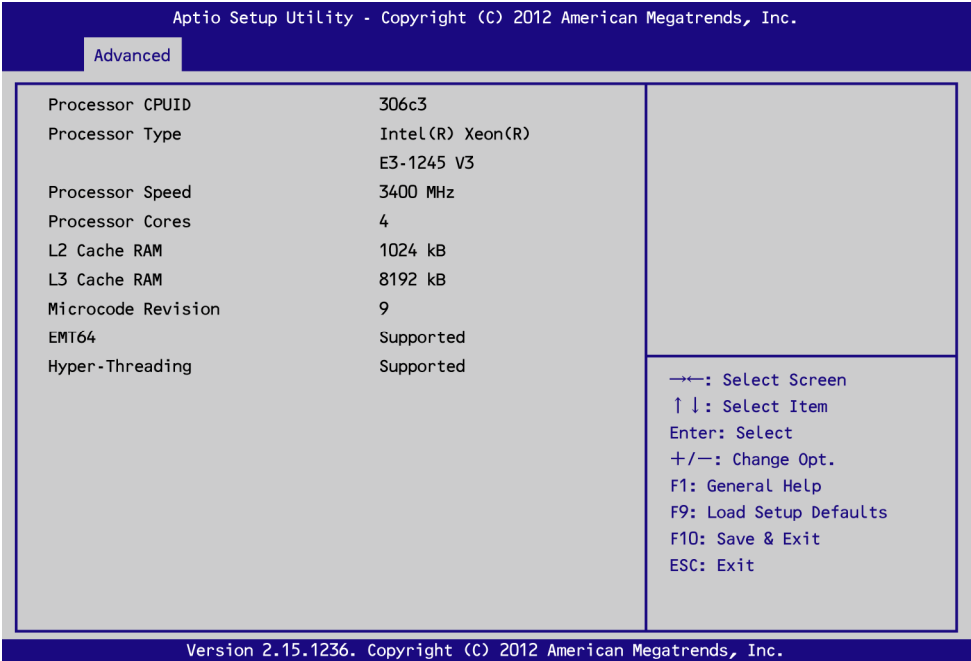 Aptio Setup Utility - Copyright (C) 2012 American Megatrends, Inc.
Advanced
Processor CPUID 306c3
Processor Type Intel(R) Xeon(R)
E3-1245 V3
Processor Speed 3400 MHz
Processor Cores 4
L2 Cache RAM 1024 kB
L3 Cache RAM 8192 kB
Microcode Revision 9
EMT64 Supported
Hyper-Threading Supported
→←: Select Screen
↑↓: Select Item
Enter: Select
+/-: Change Opt.
F1: General Help
F9: Load Setup Defaults
F10: Save & Exit
ESC: Exit
Version 2.15.1236. Copyright (C) 2012 American Megatrends, Inc.